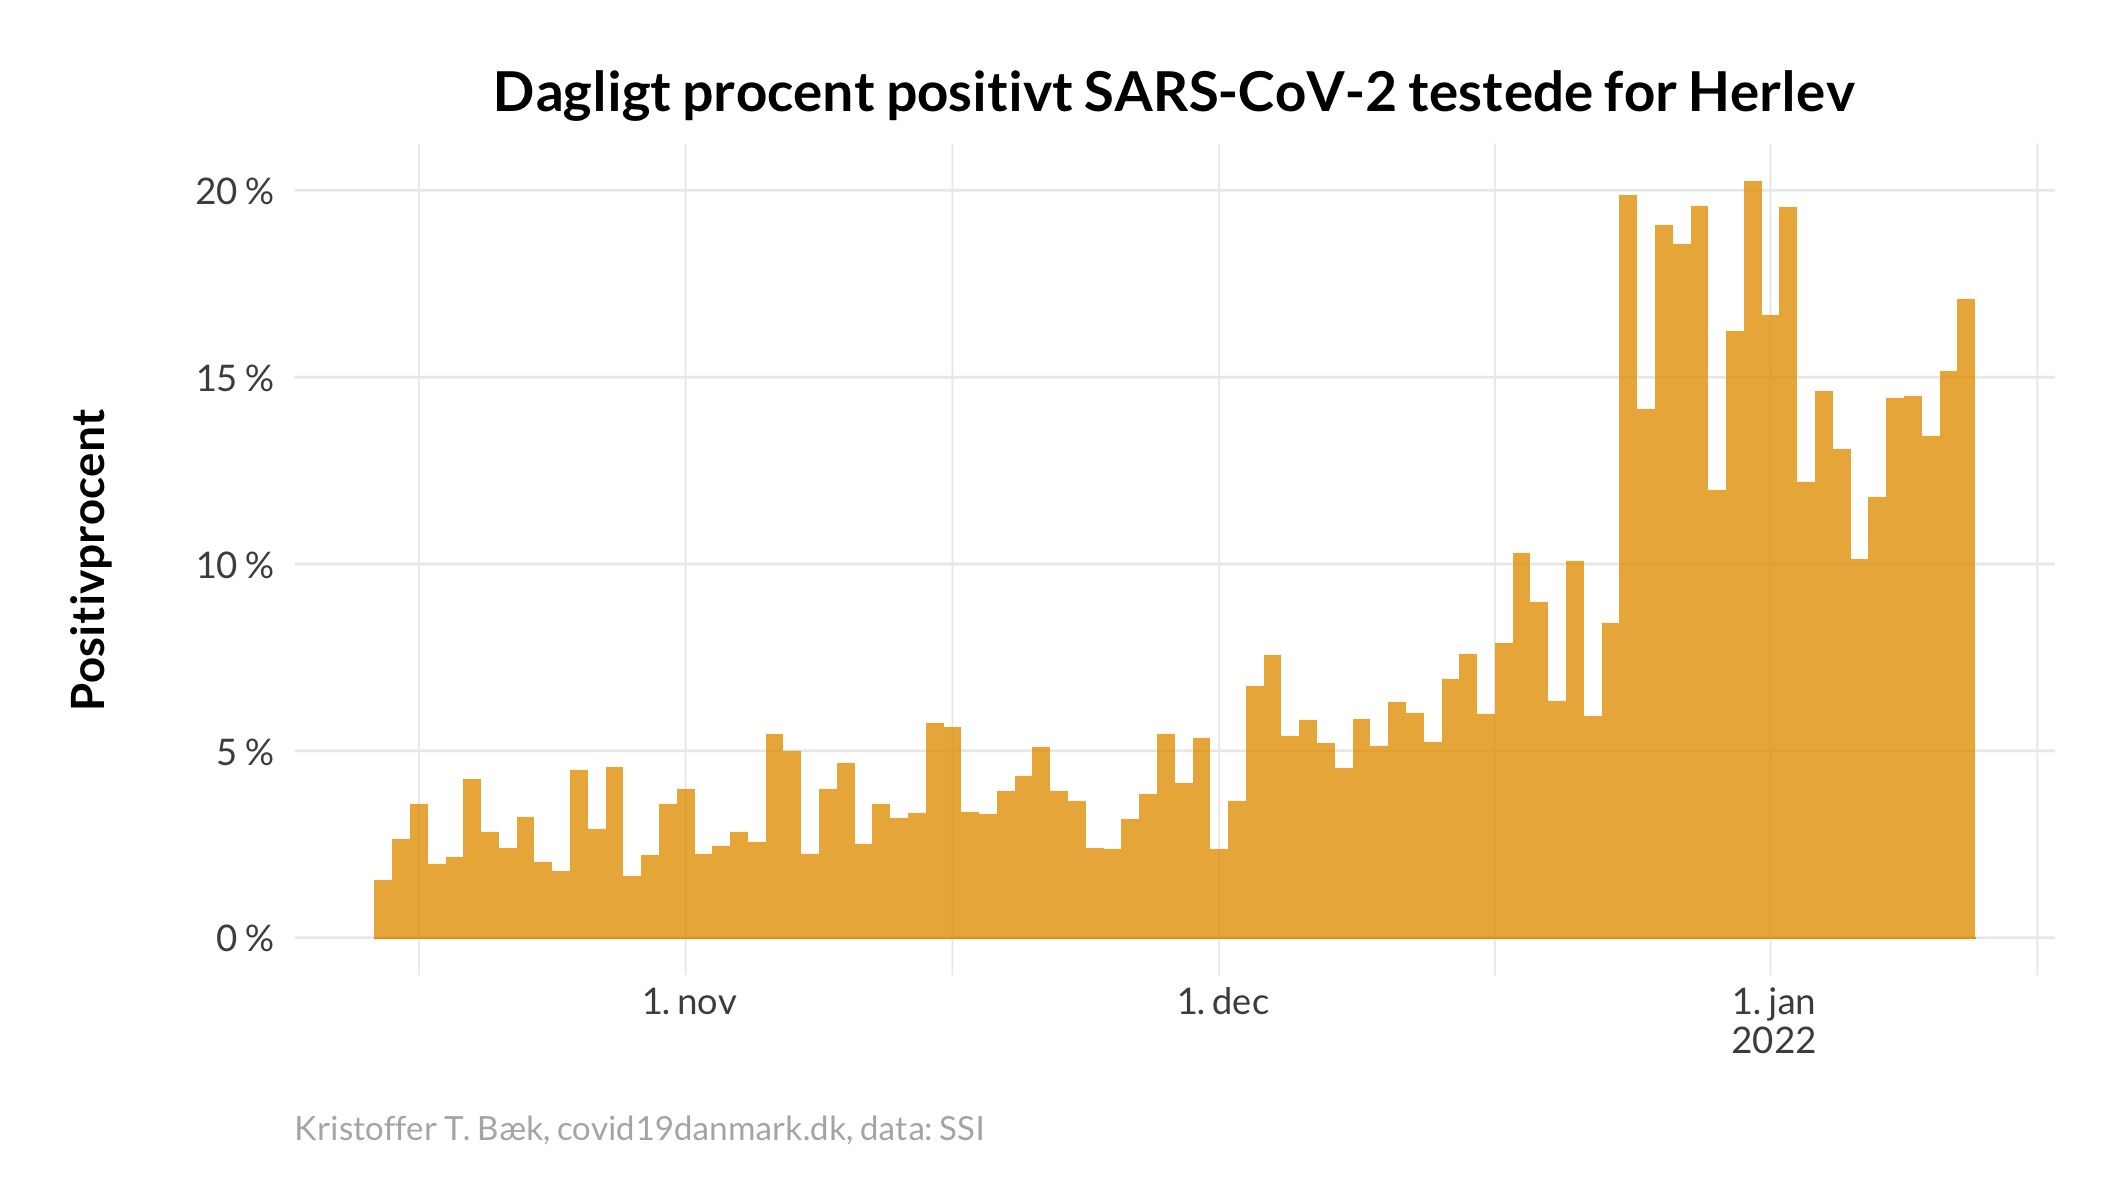 Dagligt procent positivt SARS-CoV-2 testede for Herlev
Positivprocent
20 %
15 %
10 %
5 %
0 %
1. nov
1. dec
1. jan
2022
Kristoffer T. Bæk, covid19danmark.dk, data: SSI